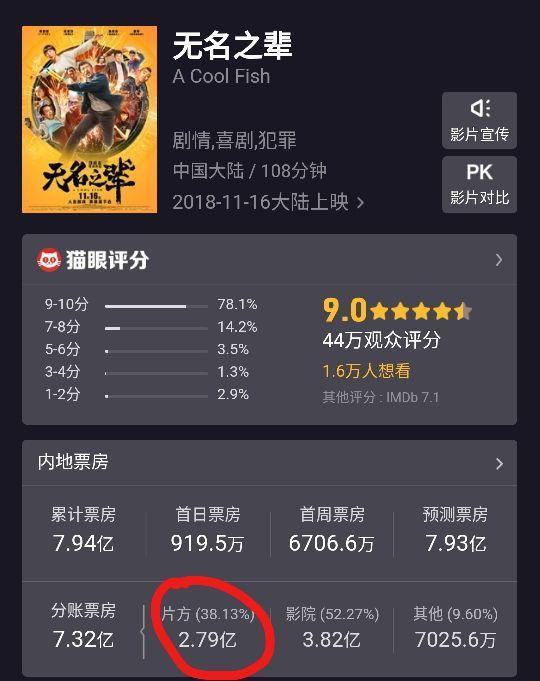 无名之辈
A Cool Fish
剧情,喜剧,犯罪
中国大陆 / 108分钟
2018-11-16大陆上映 >
影片宣传
PK
影片对比
无名之辈
11.16
猫眼评分 >
9-10分 78.1%
7-8分 14.2%
5-6分 3.5%
3-4分 1.3%
1-2分 2.9%
9.0
44万观众评分
1.6万人想看
其他评分 : IMDb 7.1
内地票房 >
累计票房 首日票房 首周票房 预测票房
7.94亿 919.5万 6706.6万 7.93亿
分账票房 片方 (38.13%) 影院 (52.27%) 其他 (9.60%)
7.32亿 2.79亿 3.82亿 7025.6万